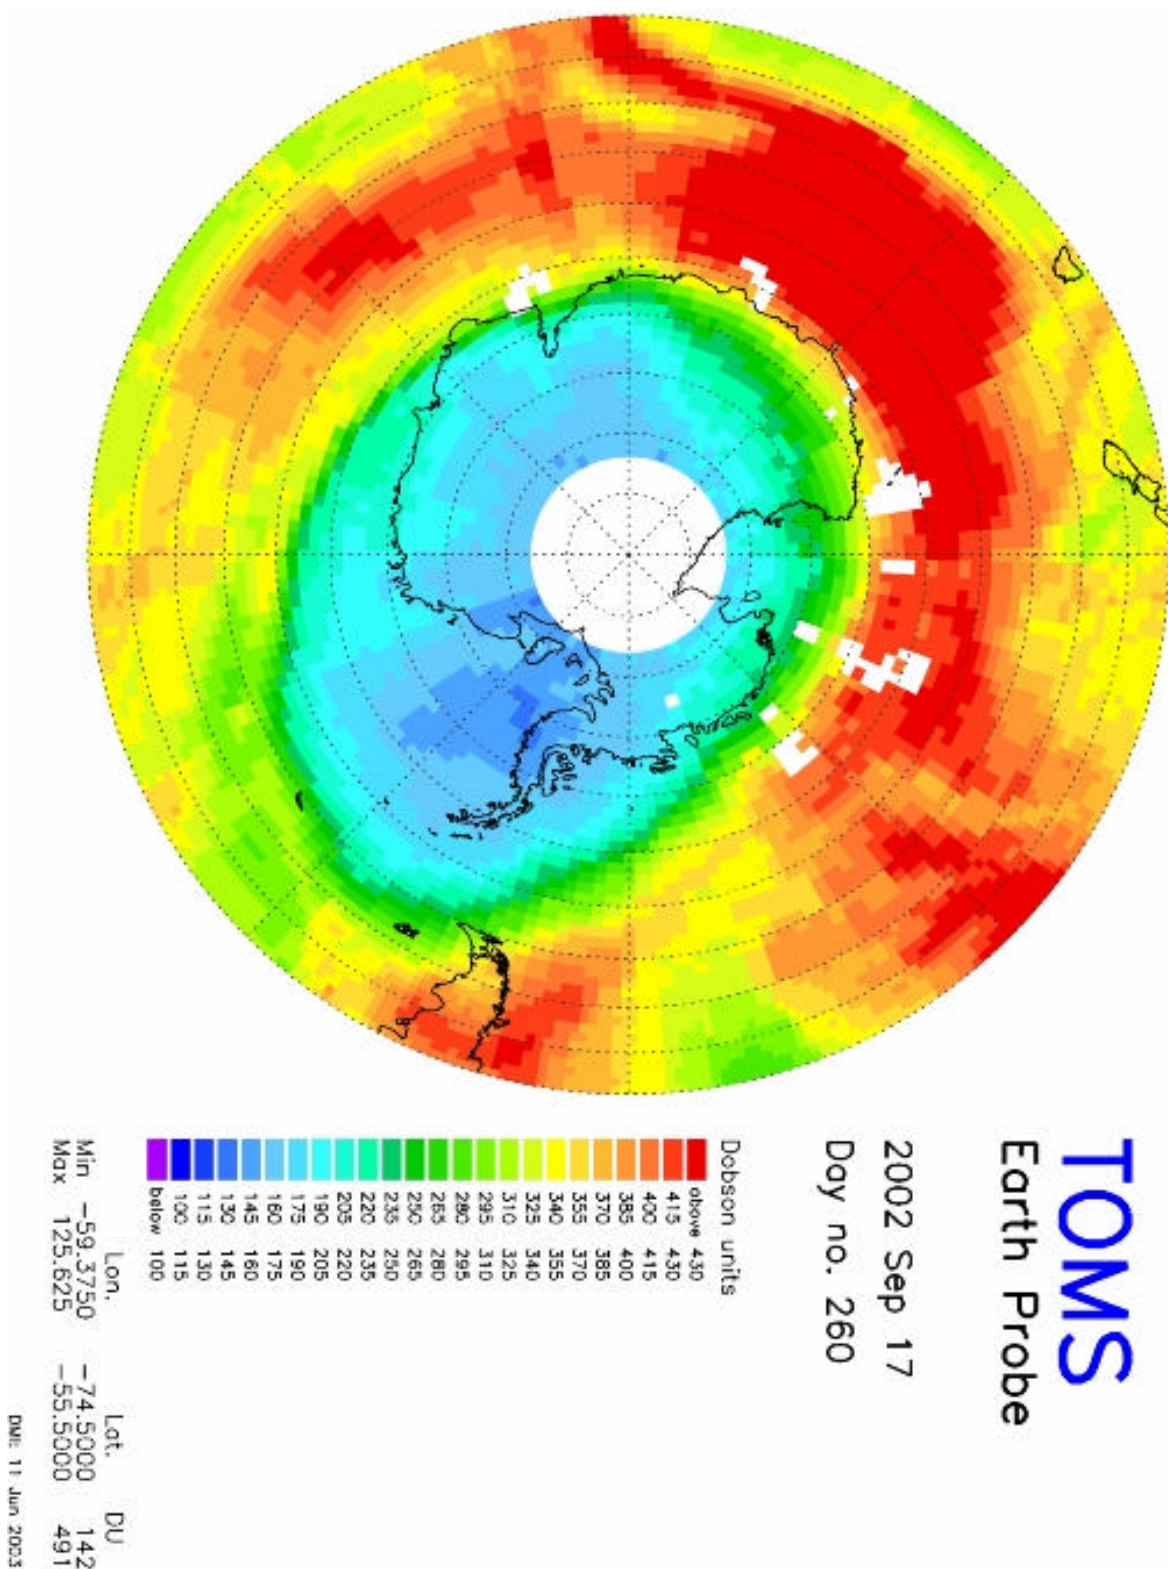 TOMS
Earth Probe
2002 Sep 17
Day no. 260
Dobson units
above 430
415 430
400 415
385 400
370 385
355 370
340 355
325 340
310 325
295 310
280 295
265 280
250 265
235 250
220 235
205 220
190 205
175 190
160 175
145 160
130 145
115 130
100 115
below 100
Lon. Lat. DU
Min -59.3750 -74.5000 142
Max 125.625 -55.5000 491
DMI: 11 Jun 2003